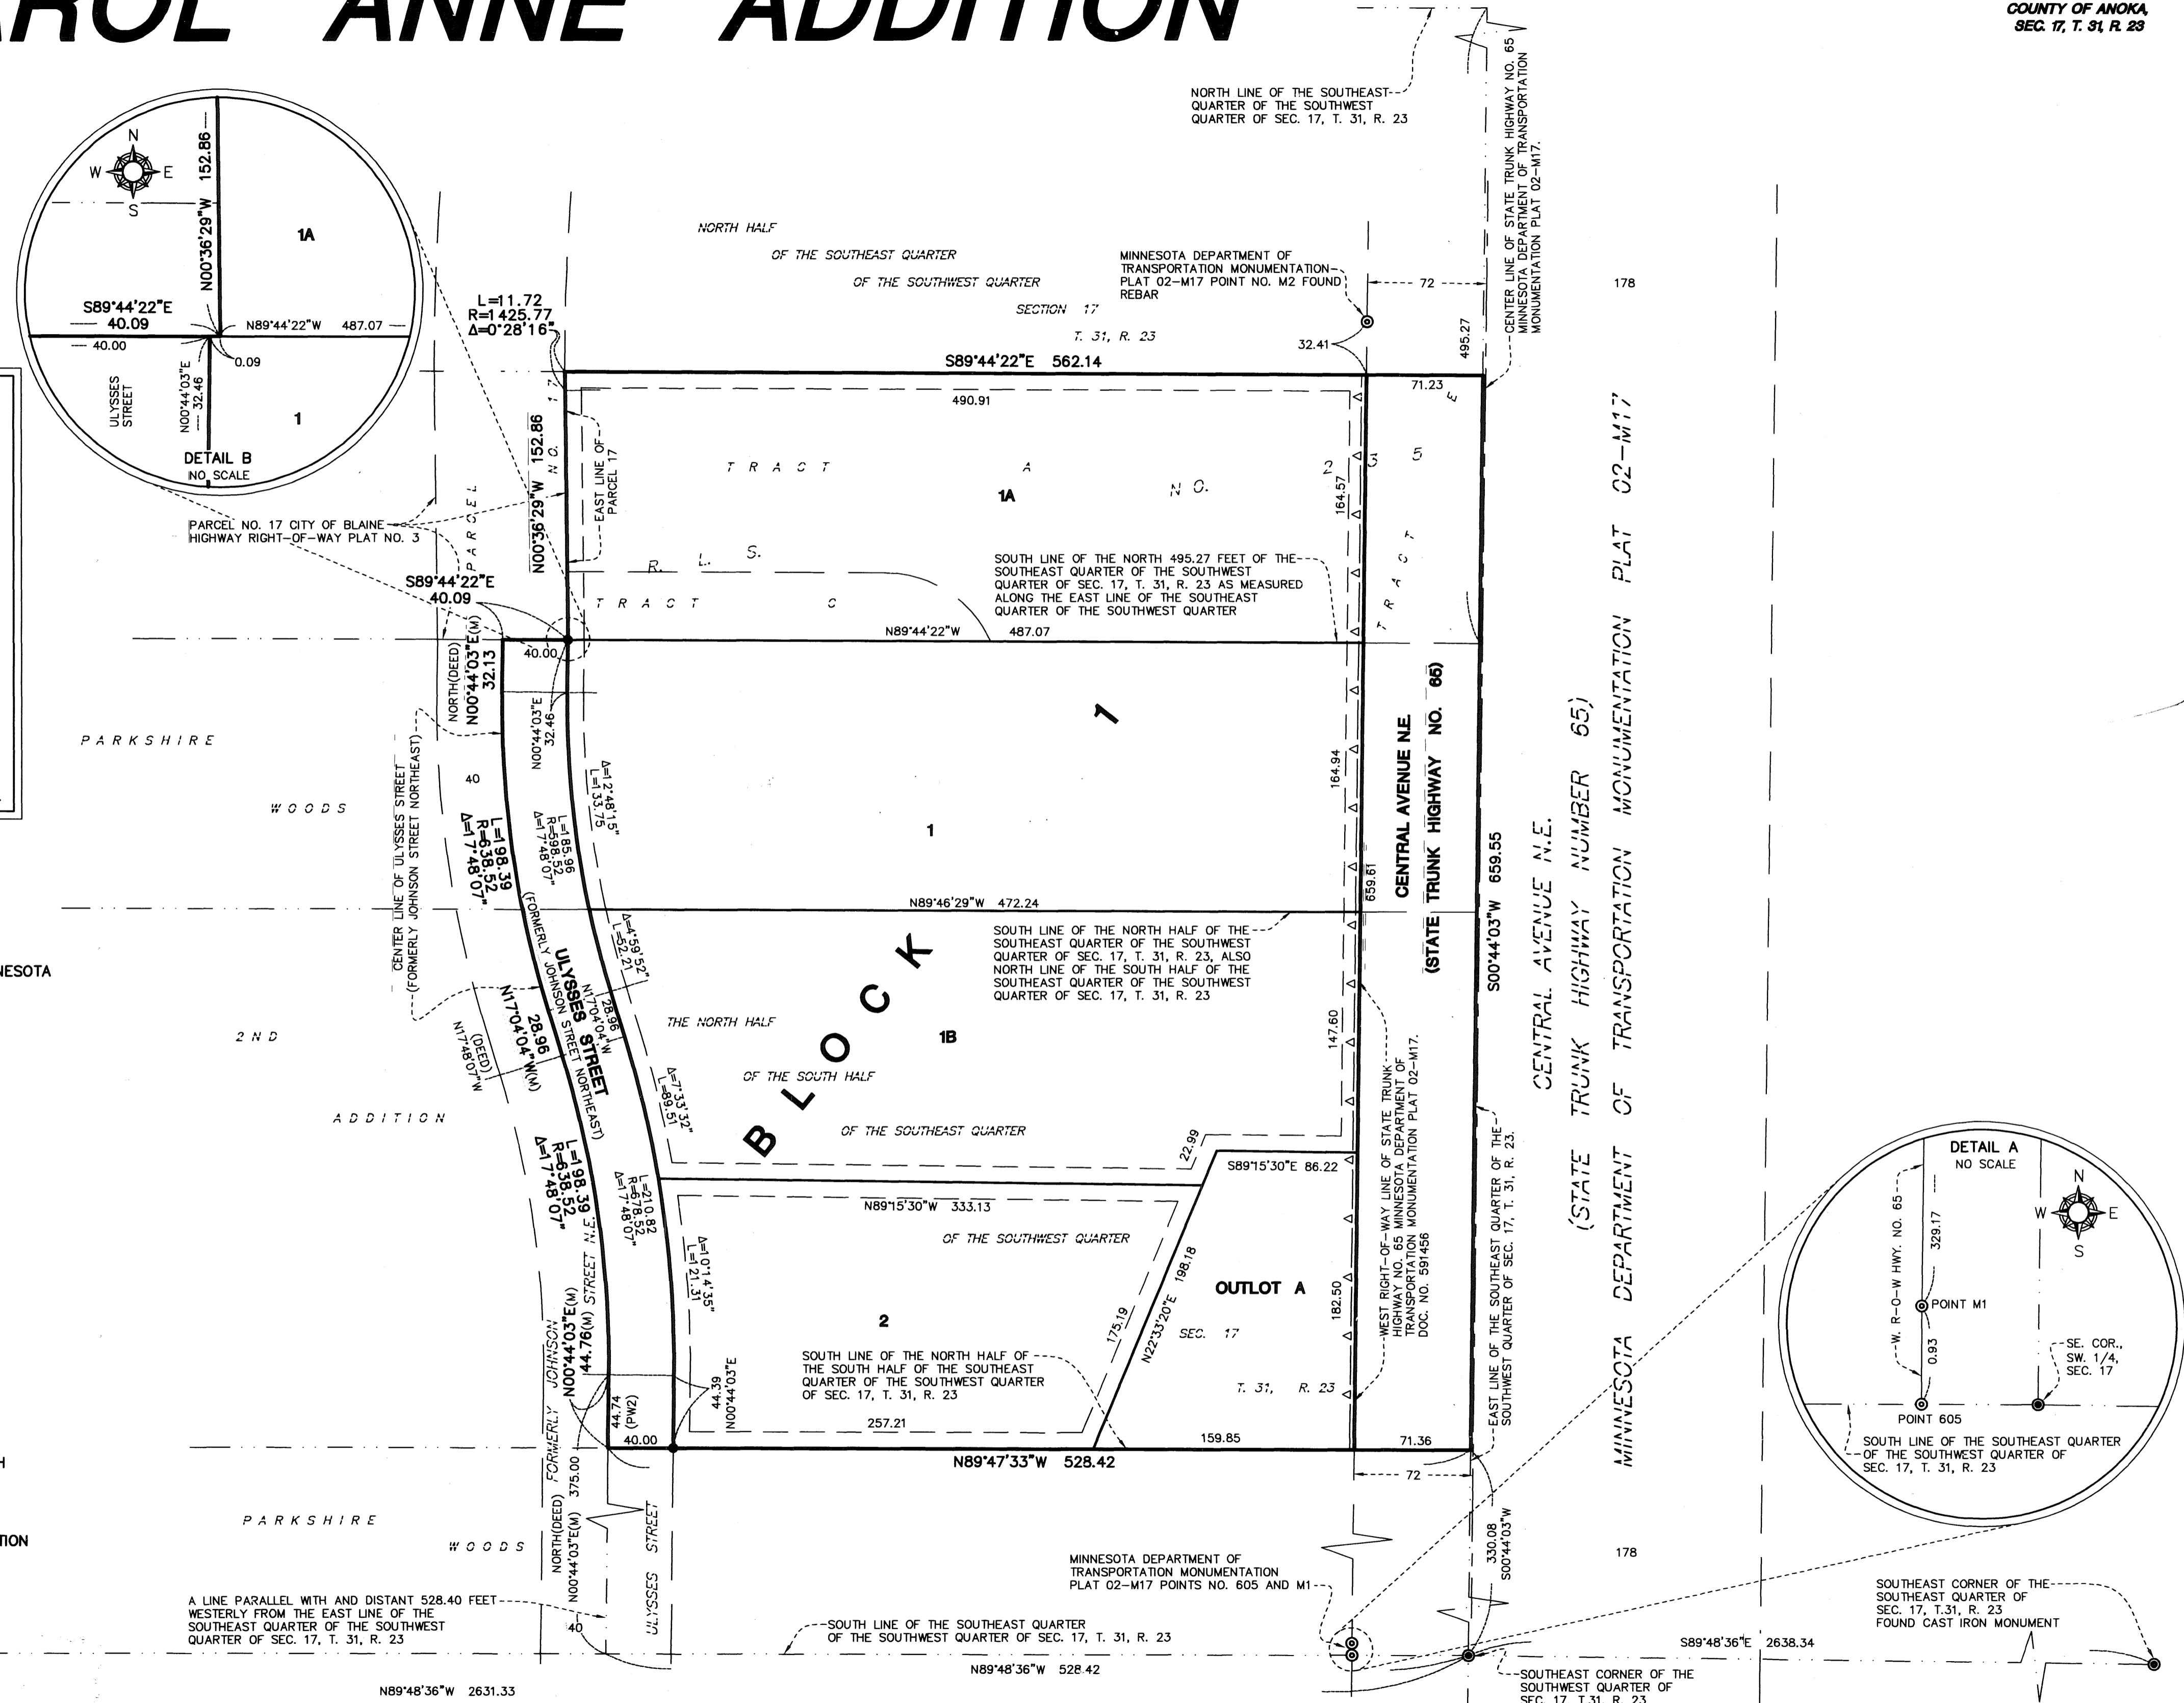 AROL ANNE ADDITION
COUNTY OF ANOKA,
SEC. 17, T. 31, R. 23
NORTH LINE OF THE SOUTHEAST
QUARTER OF THE SOUTHWEST
QUARTER OF SEC. 17, T. 31, R. 23
CENTER LINE OF STATE TRUNK HIGHWAY NO. 65
MINNESOTA DEPARTMENT OF TRANSPORTATION
MONUMENTATION PLAT 02-M17.
N
W E
S
N00°36'29"W 152.86
1A
S89°44'22"E
40.09
N89°44'22"W 487.07
40.00
0.09
ULYSSES
STREET
N00°44'03"E
32.46
1
DETAIL B
NO SCALE
NORTH HALF
OF THE SOUTHEAST QUARTER
OF THE SOUTHWEST QUARTER
SECTION 17
T. 31, R. 23
MINNESOTA DEPARTMENT OF
TRANSPORTATION MONUMENTATION
PLAT 02-M17 POINT NO. M2 FOUND
REBAR
72
178
32.41
495.27
L=11.72
R=1425.77
Δ=0°28'16"
S89°44'22"E 562.14
490.91
71.23
PARCEL NO. 17
N00°36'29"W 152.86
EAST LINE OF
PARCEL 17
TRACT A
1A
NO. 235
164.57
TRACT E
R. L. S.
TRACT C
PARCEL NO. 17 CITY OF BLAINE
HIGHWAY RIGHT-OF-WAY PLAT NO. 3
SOUTH LINE OF THE NORTH 495.27 FEET OF THE
SOUTHEAST QUARTER OF THE SOUTHWEST
QUARTER OF SEC. 17, T. 31, R. 23 AS MEASURED
ALONG THE EAST LINE OF THE SOUTHEAST
QUARTER OF THE SOUTHWEST QUARTER
S89°44'22"E
40.09
N89°44'22"W 487.07
40.00
NORTH(DEED)
N00°44'03"E(M)
32.13
N00°44'03"E
32.46
PARKSHIRE
WOODS
2ND
ADDITION
CENTER LINE OF ULYSSES STREET
(FORMERLY JOHNSON STREET NORTHEAST)
40
L=198.39
R=638.52
Δ=17°48'07"
L=185.96
R=598.52
Δ=17°48'07"
Δ=12°48'15"
L=133.75
1
1
164.94
659.61
CENTRAL AVENUE N.E.
(STATE TRUNK HIGHWAY NO. 65)
S00°44'03"W 659.55
CENTRAL AVENUE N.E.
(STATE TRUNK HIGHWAY NUMBER 65)
MINNESOTA DEPARTMENT OF TRANSPORTATION MONUMENTATION PLAT 02-M17
N89°46'29"W 472.24
SOUTH LINE OF THE NORTH HALF OF THE
SOUTHEAST QUARTER OF THE SOUTHWEST
QUARTER OF SEC. 17, T. 31, R. 23, ALSO
NORTH LINE OF THE SOUTH HALF OF THE
SOUTHEAST QUARTER OF THE SOUTHWEST
QUARTER OF SEC. 17, T. 31, R. 23
NESOTA
Δ=4°59'52"
L=52.21
ULYSSES STREET
(FORMERLY JOHNSON STREET NORTHEAST)
28.96
N17°04'04"W
28.96
N17°04'04"W(M)
(DEED)
N17°48'07"W
BLOCK
THE NORTH HALF
OF THE SOUTH HALF
OF THE SOUTHEAST QUARTER
OF THE SOUTHWEST QUARTER
1B
147.60
Δ=7°33'32"
L=89.51
22.99
S89°15'30"E 86.22
N89°15'30"W 333.13
L=198.39
R=638.52
Δ=17°48'07"
L=210.82
R=678.52
Δ=17°48'07"
Δ=10°14'35"
L=121.31
2
175.19
N22°33'20"E 198.18
OUTLOT A
SEC. 17
T. 31, R. 23
182.50
WEST RIGHT-OF-WAY LINE OF STATE TRUNK
HIGHWAY NO. 65 MINNESOTA DEPARTMENT OF
TRANSPORTATION MONUMENTATION PLAT 02-M17.
DOC. NO. 591456
EAST LINE OF THE SOUTHEAST QUARTER OF THE
SOUTHWEST QUARTER OF SEC. 17, T. 31, R. 23.
SOUTH LINE OF THE NORTH HALF OF
THE SOUTH HALF OF THE SOUTHEAST
QUARTER OF THE SOUTHWEST QUARTER
OF SEC. 17, T. 31, R. 23
FORMERLY JOHNSON STREET N.E.
N00°44'03"E(M)
44.76(M)
44.74
(PW2)
44.39
N00°44'03"E
257.21
40.00
159.85
71.36
N89°47'33"W 528.42
72
DETAIL A
NO SCALE
N
W E
S
W. R-O-W HWY. NO. 65
329.17
POINT M1
0.93
SE. COR.,
SW. 1/4,
SEC. 17
POINT 605
SOUTH LINE OF THE SOUTHEAST QUARTER
OF THE SOUTHWEST QUARTER OF
SEC. 17, T. 31, R. 23
H
TION
PARKSHIRE
WOODS
NORTH(DEED)
N00°44'03"E(M) 375.00
40
ULYSSES STREET
330.08
S00°44'03"W
178
A LINE PARALLEL WITH AND DISTANT 528.40 FEET
WESTERLY FROM THE EAST LINE OF THE
SOUTHEAST QUARTER OF THE SOUTHWEST
QUARTER OF SEC. 17, T. 31, R. 23
MINNESOTA DEPARTMENT OF
TRANSPORTATION MONUMENTATION
PLAT 02-M17 POINTS NO. 605 AND M1
SOUTH LINE OF THE SOUTHEAST QUARTER
OF THE SOUTHWEST QUARTER OF SEC. 17, T. 31, R. 23
SOUTHEAST CORNER OF THE
SOUTHEAST QUARTER OF
SEC. 17, T.31, R. 23
FOUND CAST IRON MONUMENT
S89°48'36"E 2638.34
N89°48'36"W 528.42
N89°48'36"W 2631.33
SOUTHEAST CORNER OF THE
SOUTHWEST QUARTER OF
SEC. 17, T.31, R. 23